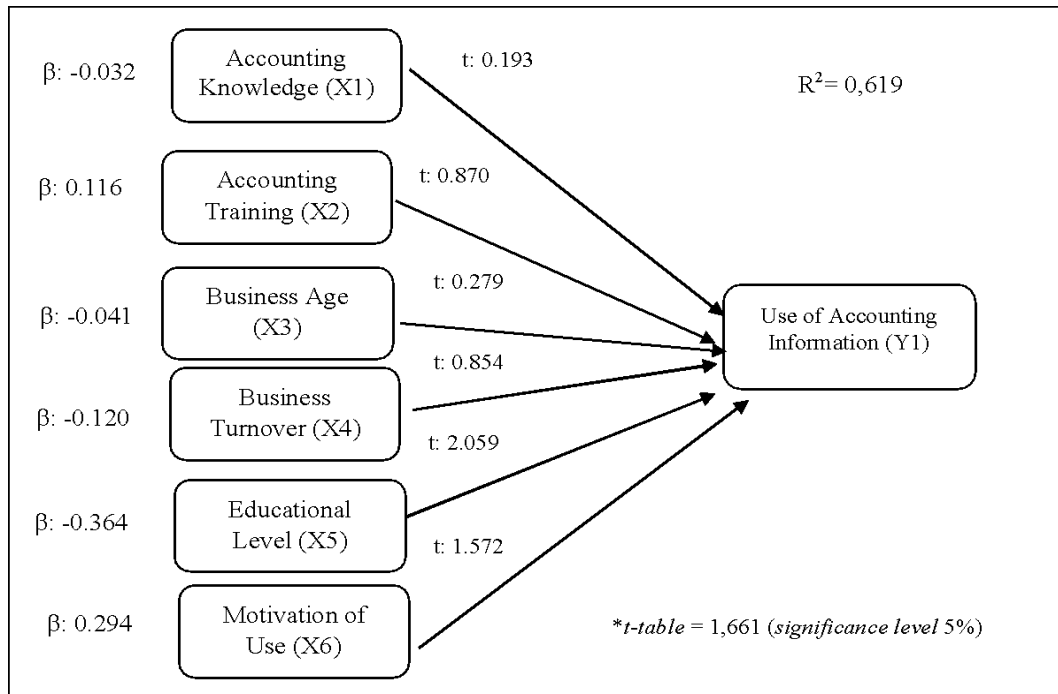 β: -0.032
Accounting
Knowledge (X1)
t: 0.193
R²= 0,619
β: 0.116
Accounting
Training (X2)
t: 0.870
β: -0.041
Business Age
(X3)
t: 0.279
Use of Accounting
Information (Y1)
β: -0.120
Business
Turnover (X4)
t: 0.854
β: -0.364
Educational
Level (X5)
t: 2.059
β: 0.294
Motivation of
Use (X6)
t: 1.572
*t-table = 1,661 (significance level 5%)